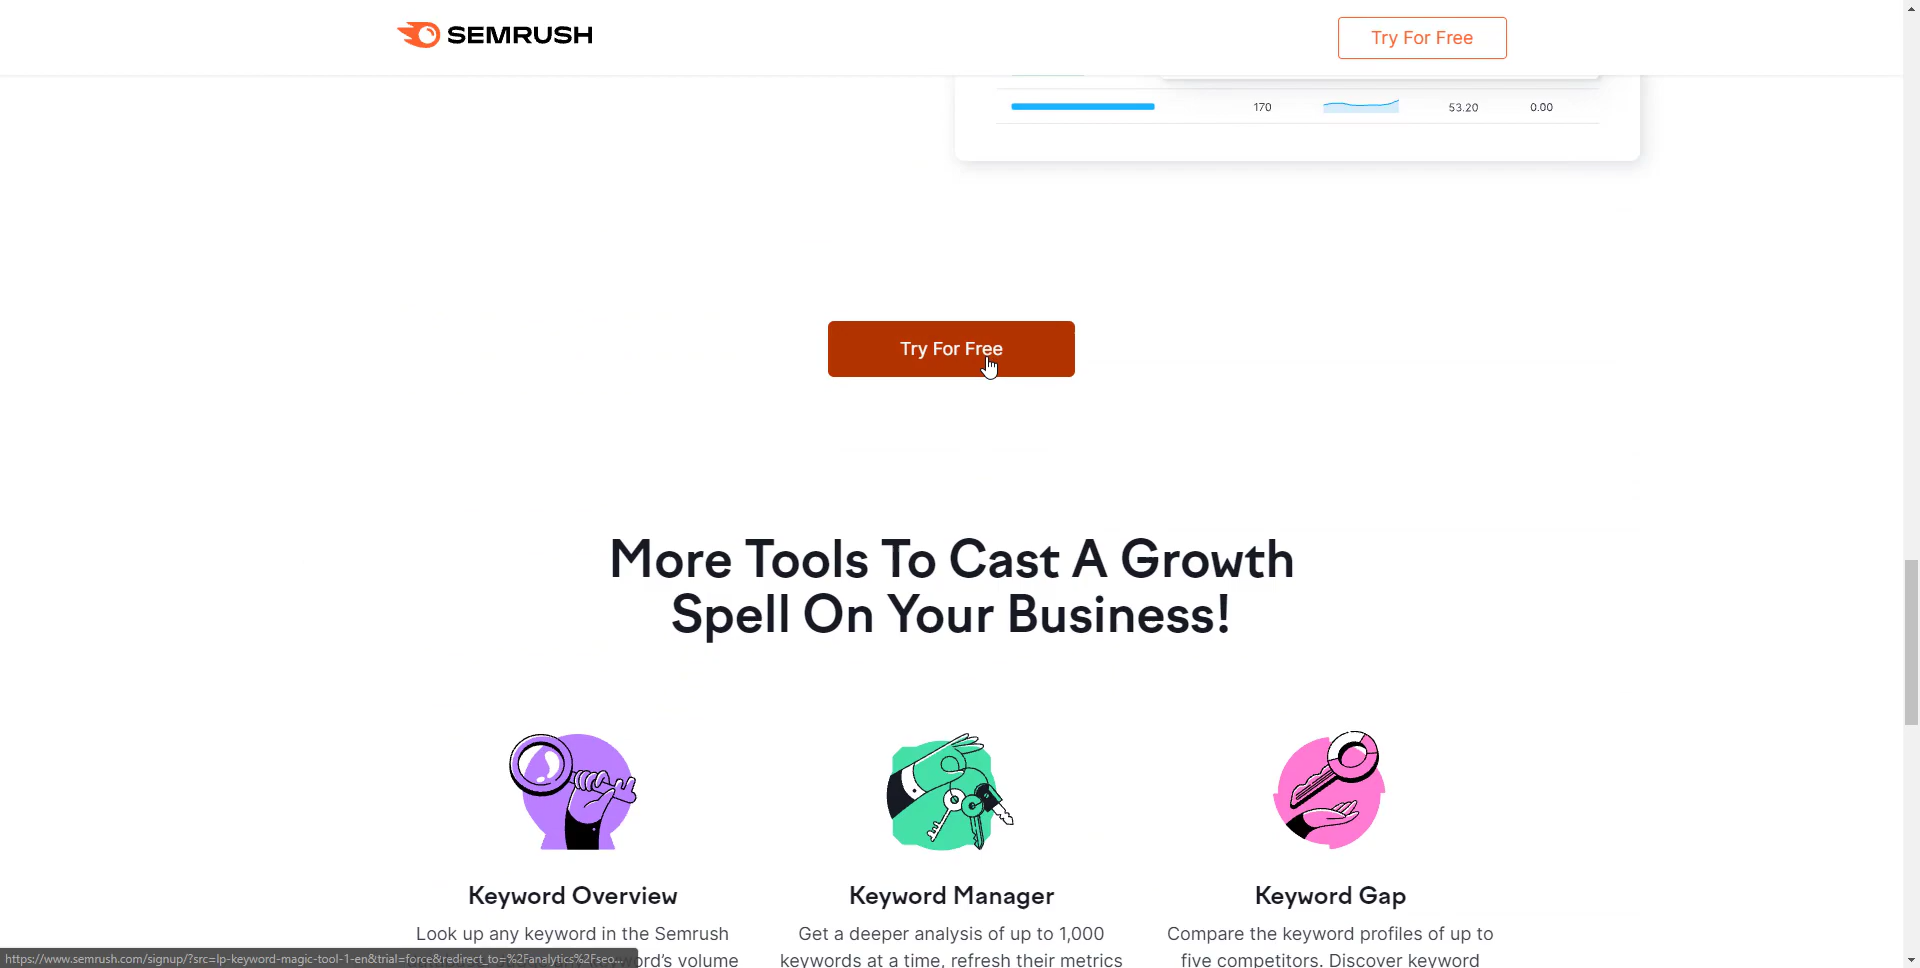 SEMRUSH
Try For Free
170 53.20 0.00
Try For Free
More Tools To Cast A Growth
Spell On Your Business!
Keyword Overview
Look up any keyword in the Semrush
ord's volume
Keyword Manager
Get a deeper analysis of up to 1,000
keywords at a time, refresh their metrics
Keyword Gap
Compare the keyword profiles of up to
five competitors. Discover keyword
https://www.semrush.com/signup/?src=lp-keyword-magic-tool-1-en&trial=force&redirect_to=%2Fanalytics%2Fseo...